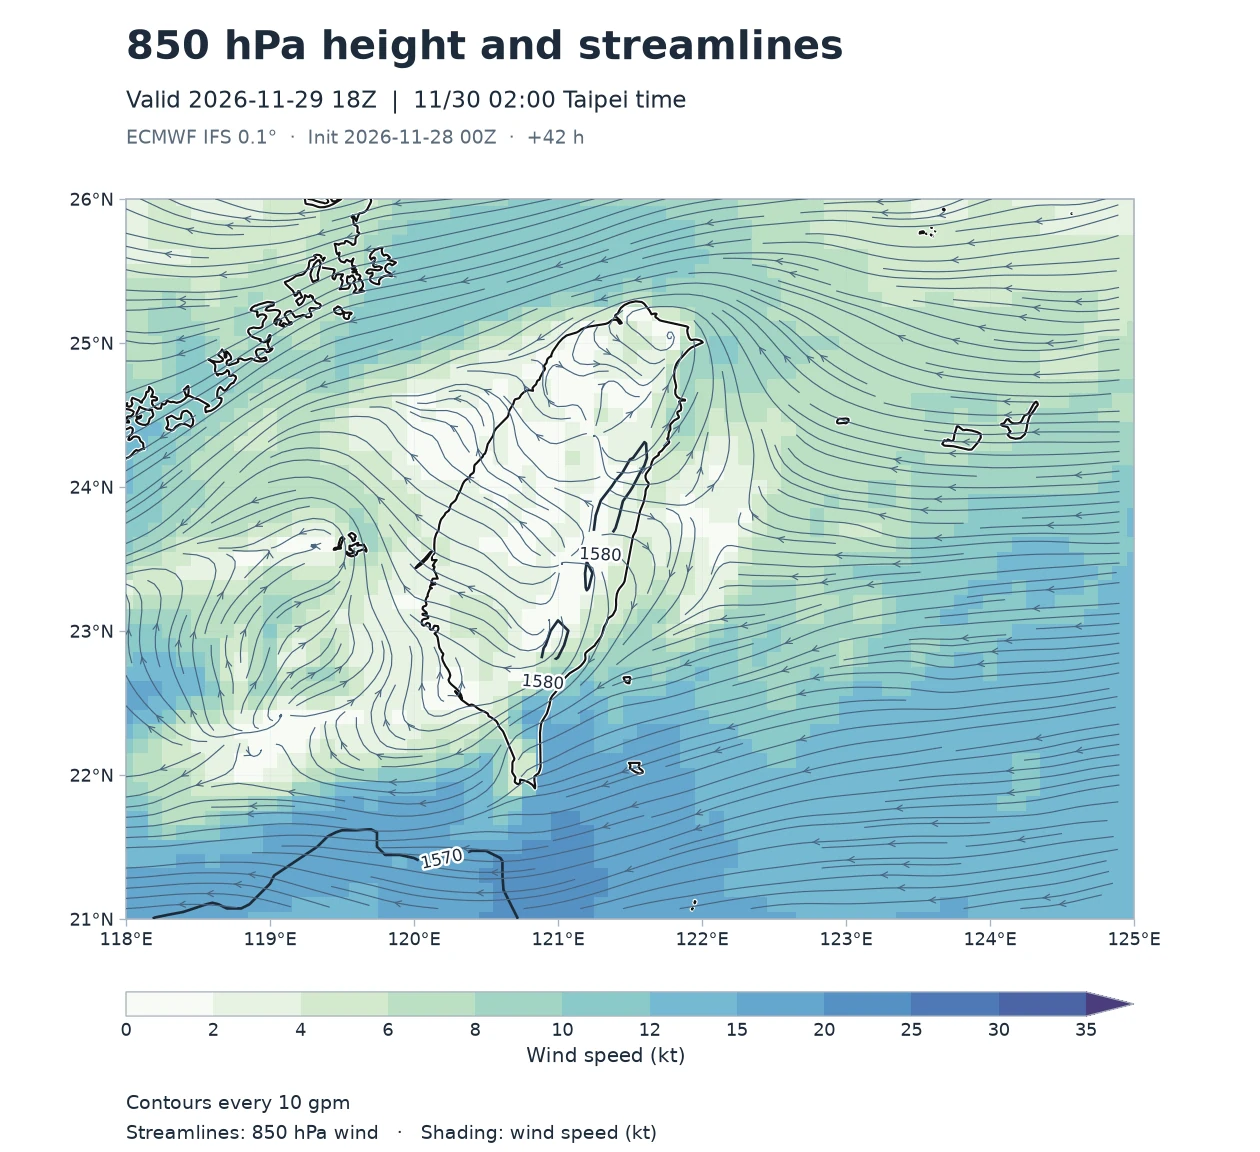 850 hPa height and streamlines
Valid 2026-11-29 18Z | 11/30 02:00 Taipei time
ECMWF IFS 0.1° · Init 2026-11-28 00Z · +42 h
26°N
25°N
24°N
23°N
22°N
21°N
1580
1580
1570
118°E 119°E 120°E 121°E 122°E 123°E 124°E 125°E
0 2 4 6 8 10 12 15 20 25 30 35
Wind speed (kt)
Contours every 10 gpm
Streamlines: 850 hPa wind · Shading: wind speed (kt)